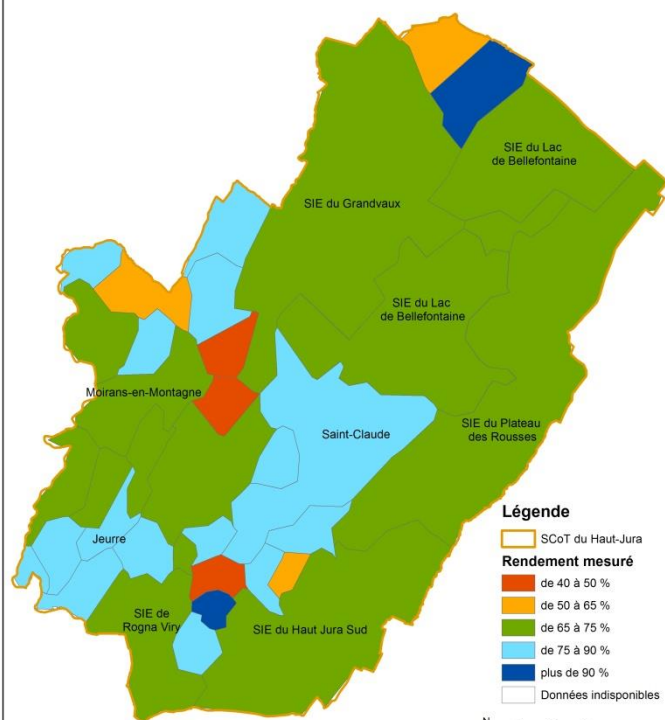 SIE du Lac
de Bellefontaine
SIE du Grandvaux
SIE du Lac
de Bellefontaine
Moirans-en-Montagne
Saint-Claude
SIE du Plateau
des Rousses
Jeurre
SIE de
Rogna Viry
SIE du Haut Jura Sud
Légende
SCoT du Haut-Jura
Rendement mesuré
de 40 à 50 %
de 50 à 65 %
de 65 à 75 %
de 75 à 90 %
plus de 90 %
Données indisponibles
N